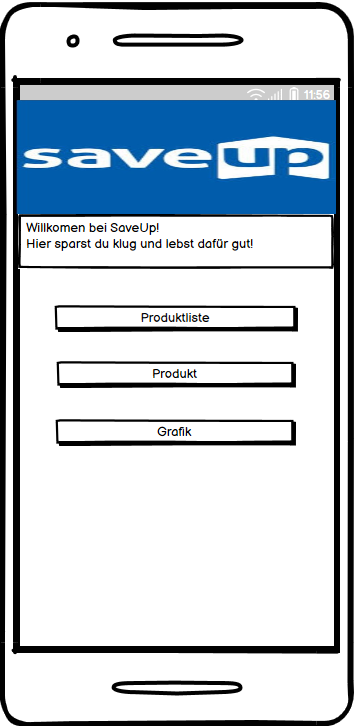 11:56
saveup
Willkomen bei SaveUp!
Hier sparst du klug und lebst dafür gut!
Produktliste
Produkt
Grafik